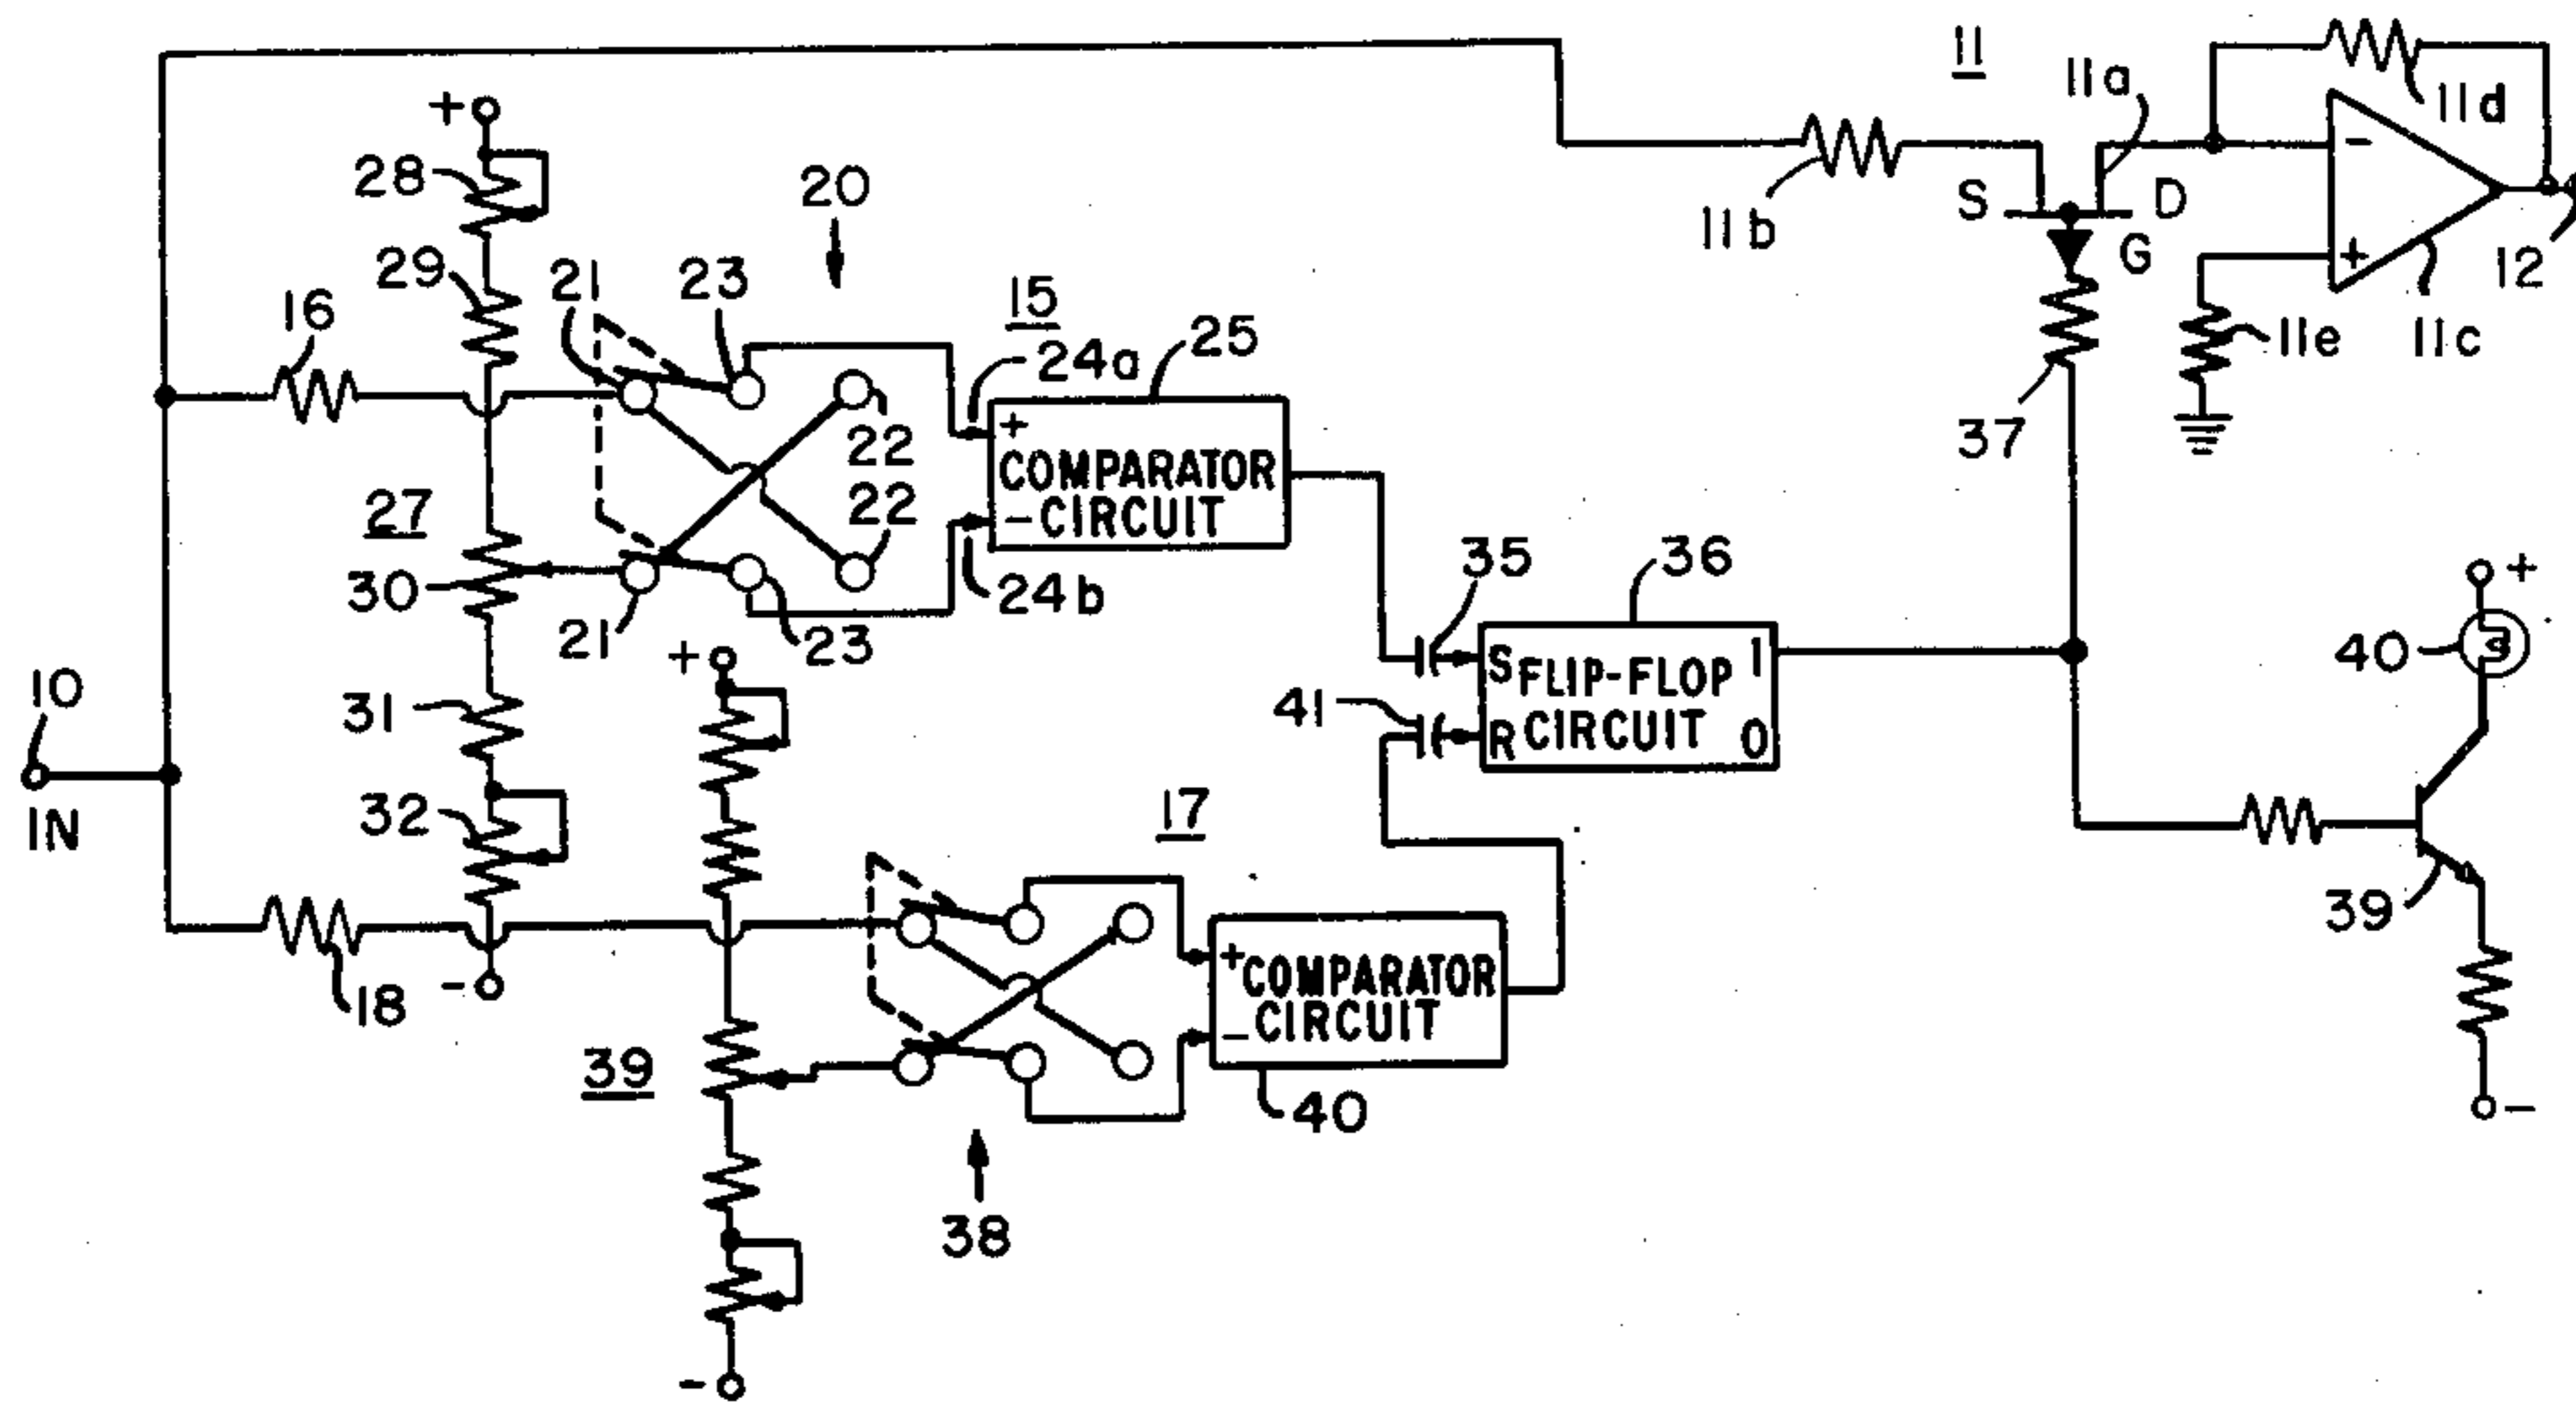 11
11a
11d
+
28
20
11b
S
D
G
-
+
12
29
21
23
15
16
24a
25
11e
11c
+
COMPARATOR
- CIRCUIT
22
22
37
27
30
24b
35
36
+
21
23
+
40
10
31
41
S FLIP-FLOP 1
R CIRCUIT 0
IN
32
17
39
18
-
+ COMPARATOR
- CIRCUIT
39
40
-
38
-